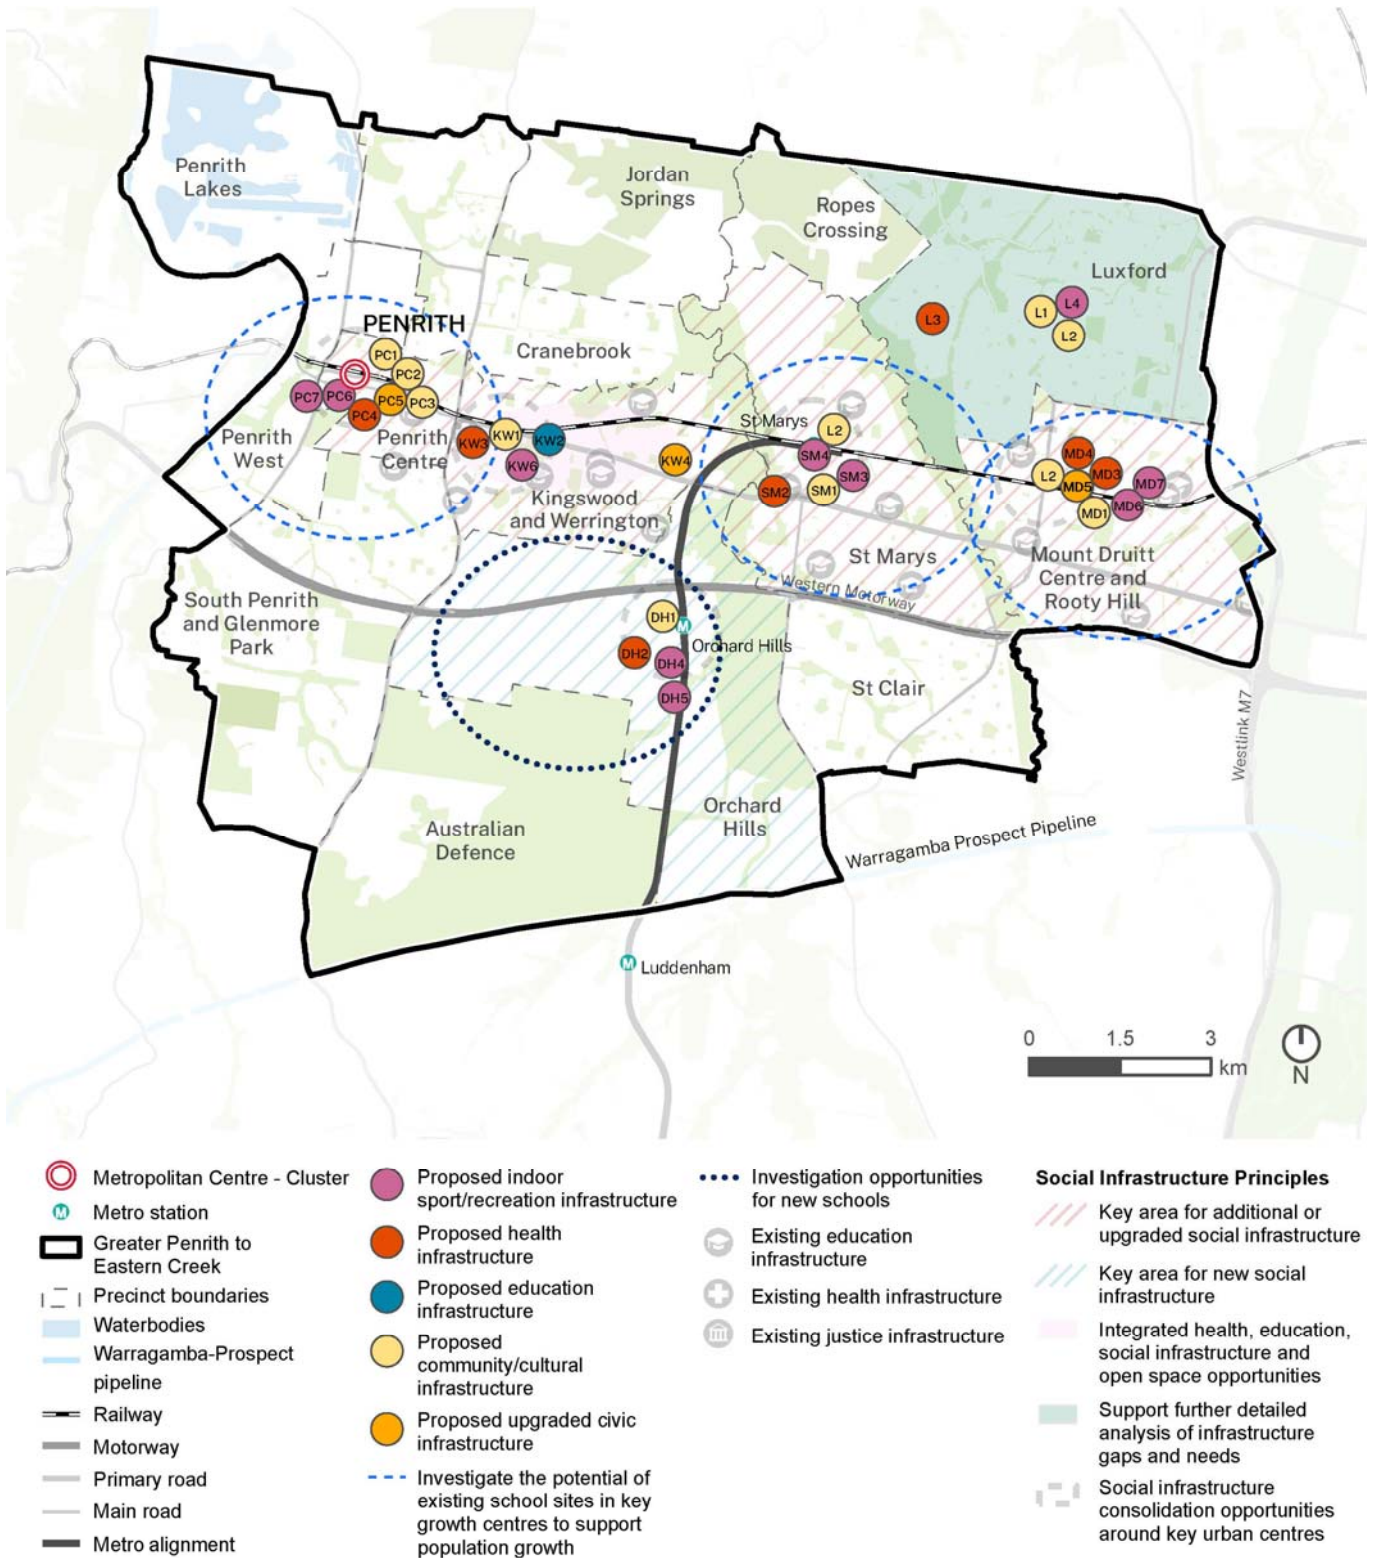 Penrith
Lakes
Jordan
Springs
Ropes
Crossing
Luxford
L3
L1
L4
L2
PENRITH
Cranebrook
PC1
PC2
PC7
PC6
PC5
PC3
PC4
Penrith
West
Penrith
Centre
KW3
KW1
KW2
KW6
KW4
Kingswood
and Werrington
St Marys
L2
SM4
SM3
SM2
SM1
St Marys
MD4
L2
MD3
MD5
MD7
MD6
MD1
Mount Druitt
Centre and
Rooty Hill
Western Motorway
South Penrith
and Glenmore
Park
DH1
M
Orchard Hills
DH2
DH4
DH5
St Clair
Westlink M7
Orchard
Hills
Australian
Defence
Warragamba Prospect Pipeline
M
Luddenham
0 1.5 3
km
N
Metropolitan Centre - Cluster
M
Metro station
Greater Penrith to
Eastern Creek
Precinct boundaries
Waterbodies
Warragamba-Prospect
pipeline
Railway
Motorway
Primary road
Main road
Metro alignment
Proposed indoor
sport/recreation infrastructure
Proposed health
infrastructure
Proposed education
infrastructure
Proposed
community/cultural
infrastructure
Proposed upgraded civic
infrastructure
Investigate the potential of
existing school sites in key
growth centres to support
population growth
Investigation opportunities
for new schools
Existing education
infrastructure
Existing health infrastructure
Existing justice infrastructure
Social Infrastructure Principles
Key area for additional or
upgraded social infrastructure
Key area for new social
infrastructure
Integrated health, education,
social infrastructure and
open space opportunities
Support further detailed
analysis of infrastructure
gaps and needs
Social infrastructure
consolidation opportunities
around key urban centres